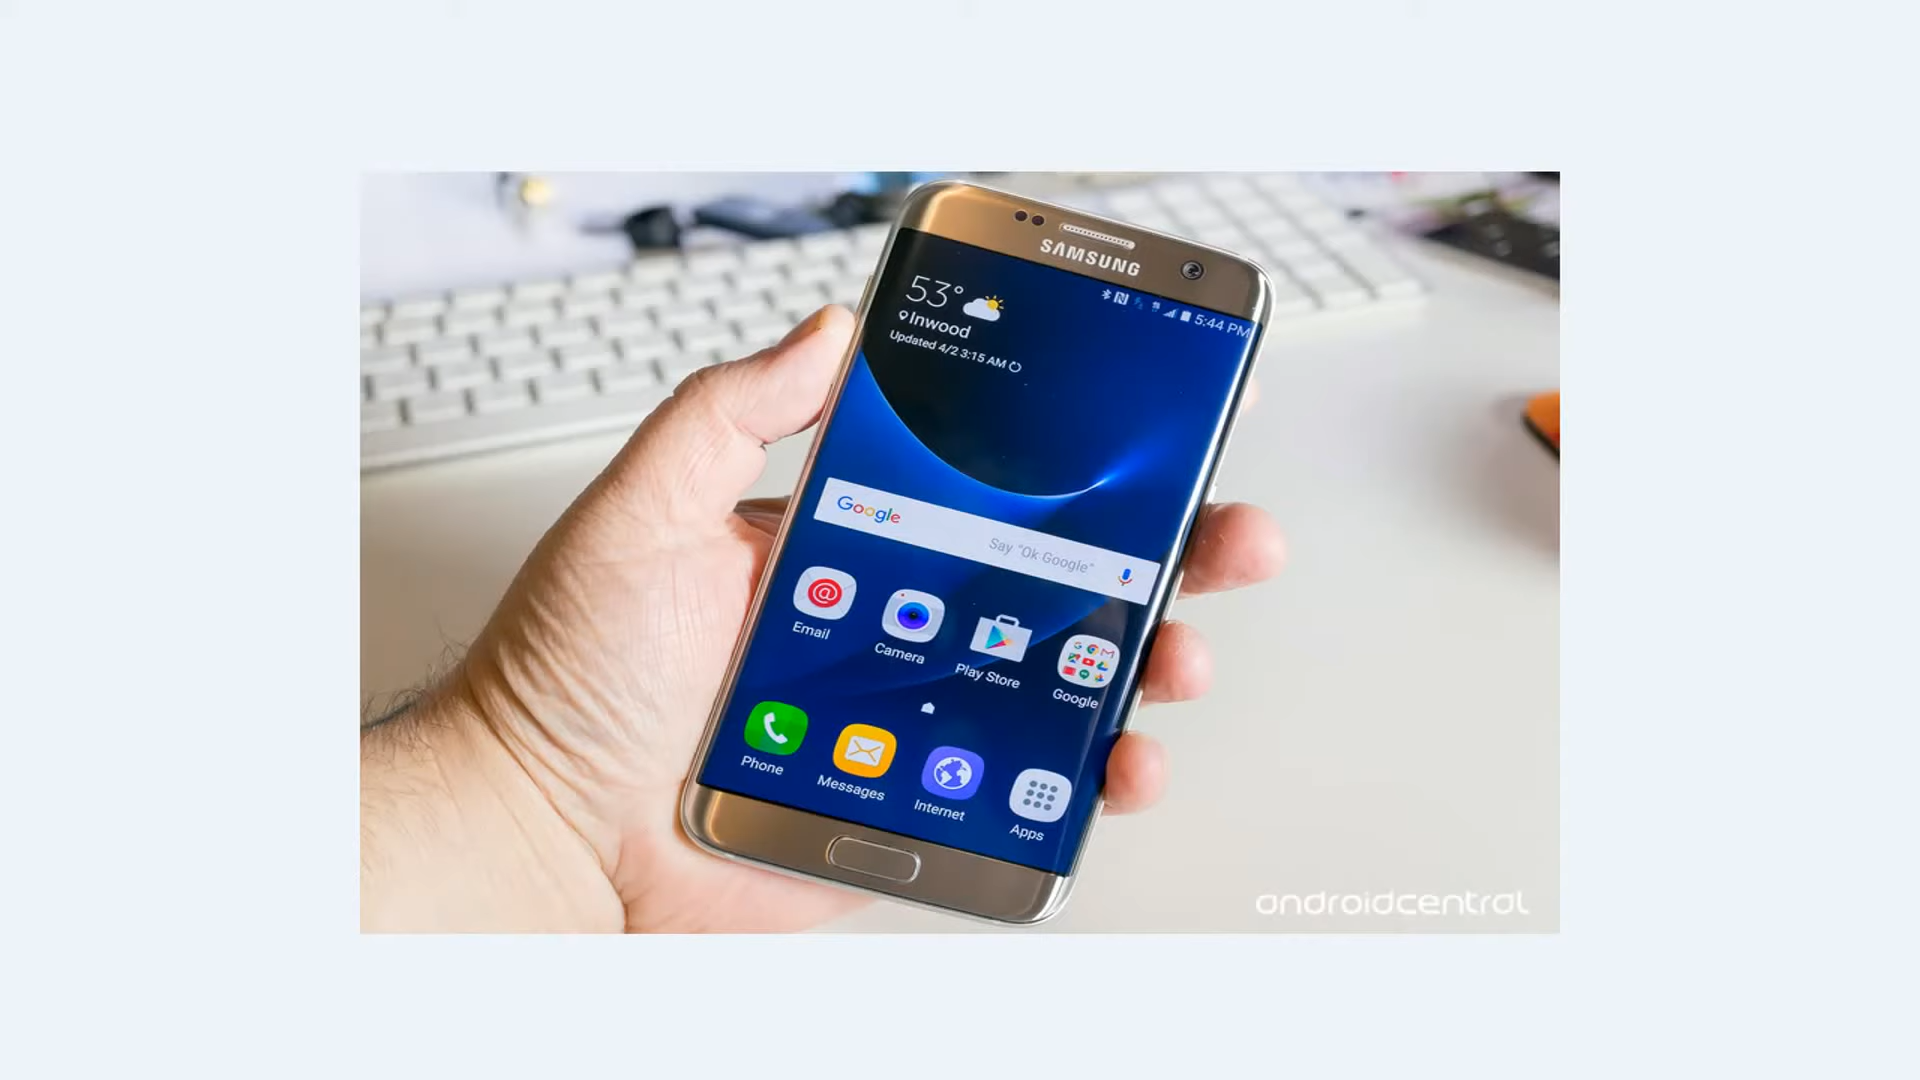 SAMSUNG
5:44 PM
53°
Inwood
Updated 4/2 3:15 AM
Google
Say "Ok Google"
Email
Camera
Play Store
Google
Phone
Messages
Internet
Apps
androidcentral